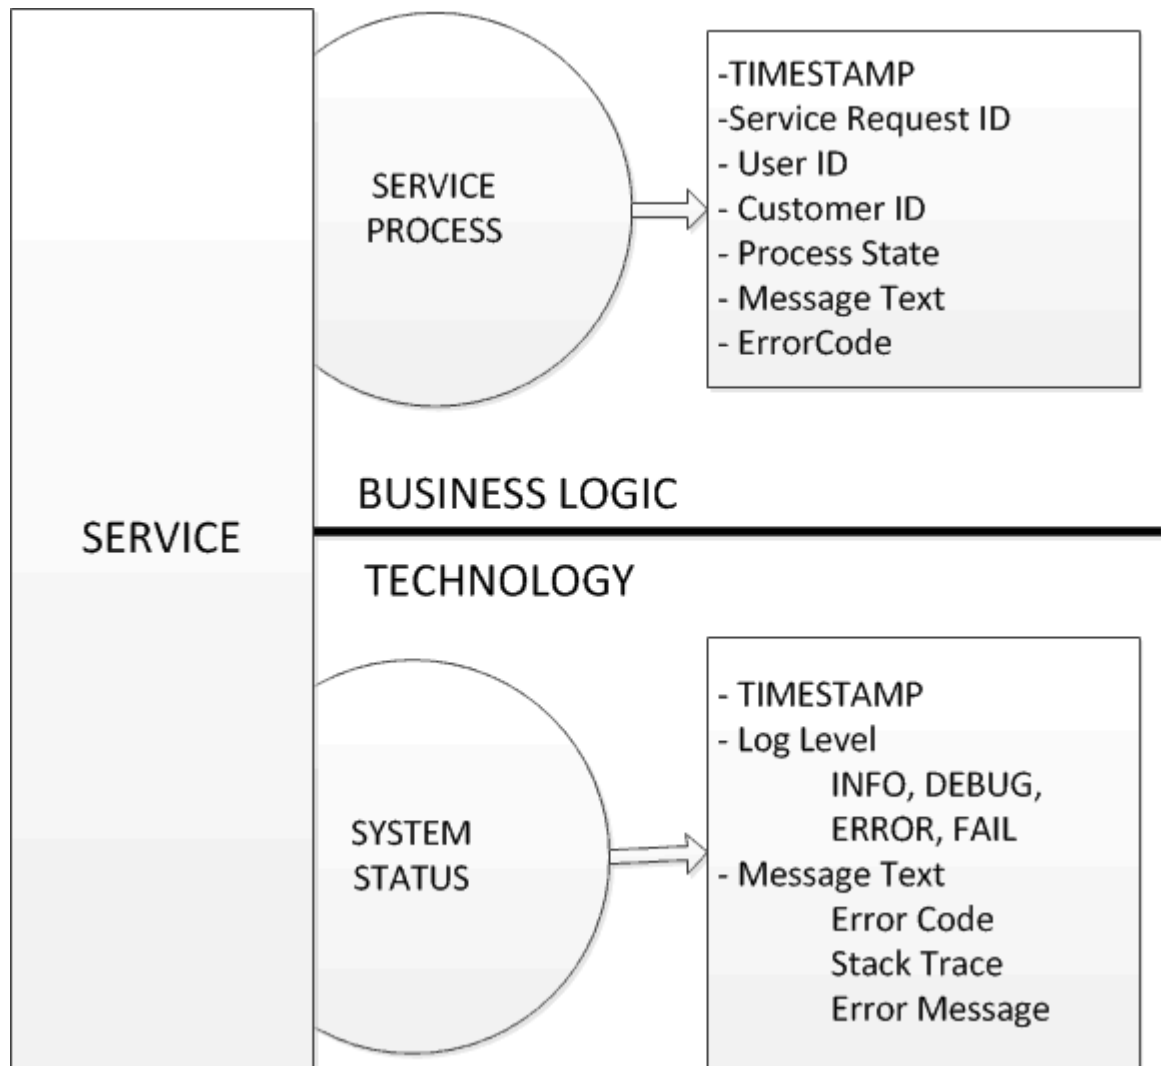 SERVICE
SERVICE
PROCESS
-TIMESTAMP
-Service Request ID
- User ID
- Customer ID
- Process State
- Message Text
- ErrorCode
BUSINESS LOGIC
TECHNOLOGY
SYSTEM
STATUS
- TIMESTAMP
- Log Level
INFO, DEBUG,
ERROR, FAIL
- Message Text
Error Code
Stack Trace
Error Message